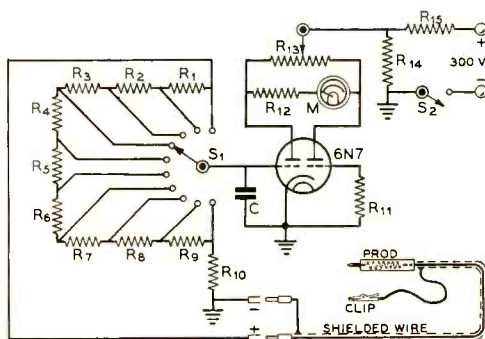 R15
R13
R3 R2 R1
R14
+
300 V
−
R4
R12 M
S2
6N7
R5
S1
R6
C
R11
R7 R8 R9
R10
PROD
−
CLIP
+
SHIELDED WIRE